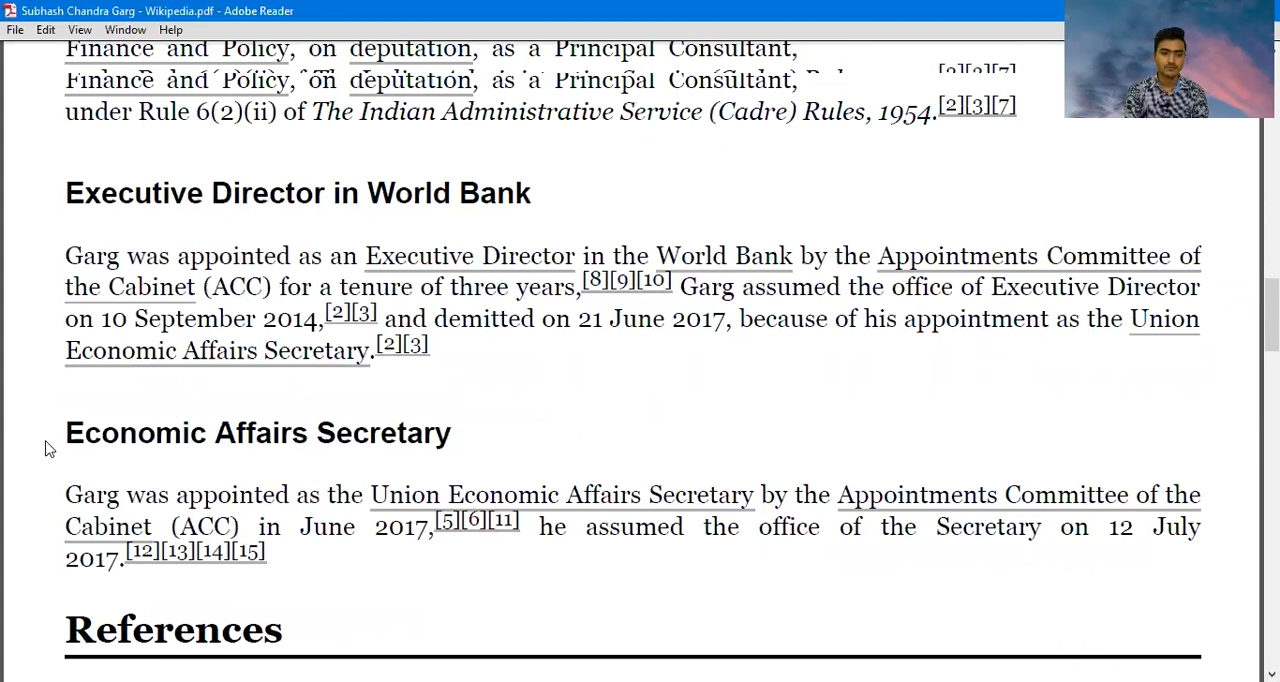 Subhash Chandra Garg - Wikipedia.pdf - Adobe Reader
File Edit View Window Help
Finance and Policy, on deputation, as a Principal Consultant,
Finance and Policy, on deputation, as a Principal Consultant,
[2][3][7]
under Rule 6(2)(ii) of The Indian Administrative Service (Cadre) Rules, 1954.[2][3][7]
Executive Director in World Bank
Garg was appointed as an Executive Director in the World Bank by the Appointments Committee of
the Cabinet (ACC) for a tenure of three years,[8][9][10] Garg assumed the office of Executive Director
on 10 September 2014,[2][3] and demitted on 21 June 2017, because of his appointment as the Union
Economic Affairs Secretary.[2][3]
Economic Affairs Secretary
Garg was appointed as the Union Economic Affairs Secretary by the Appointments Committee of the
Cabinet (ACC) in June 2017,[5][6][11] he assumed the office of the Secretary on 12 July
2017.[12][13][14][15]
References